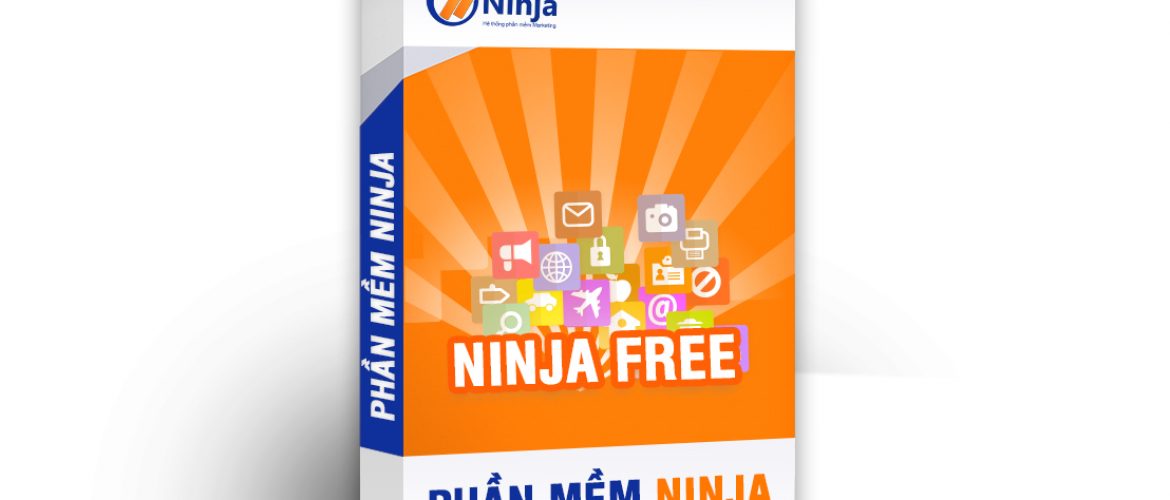 Ninja
Hệ thống phần mềm Marketing
PHẦN MỀM NINJA
@
NINJA FREE
PHẦN MỀM NINJA